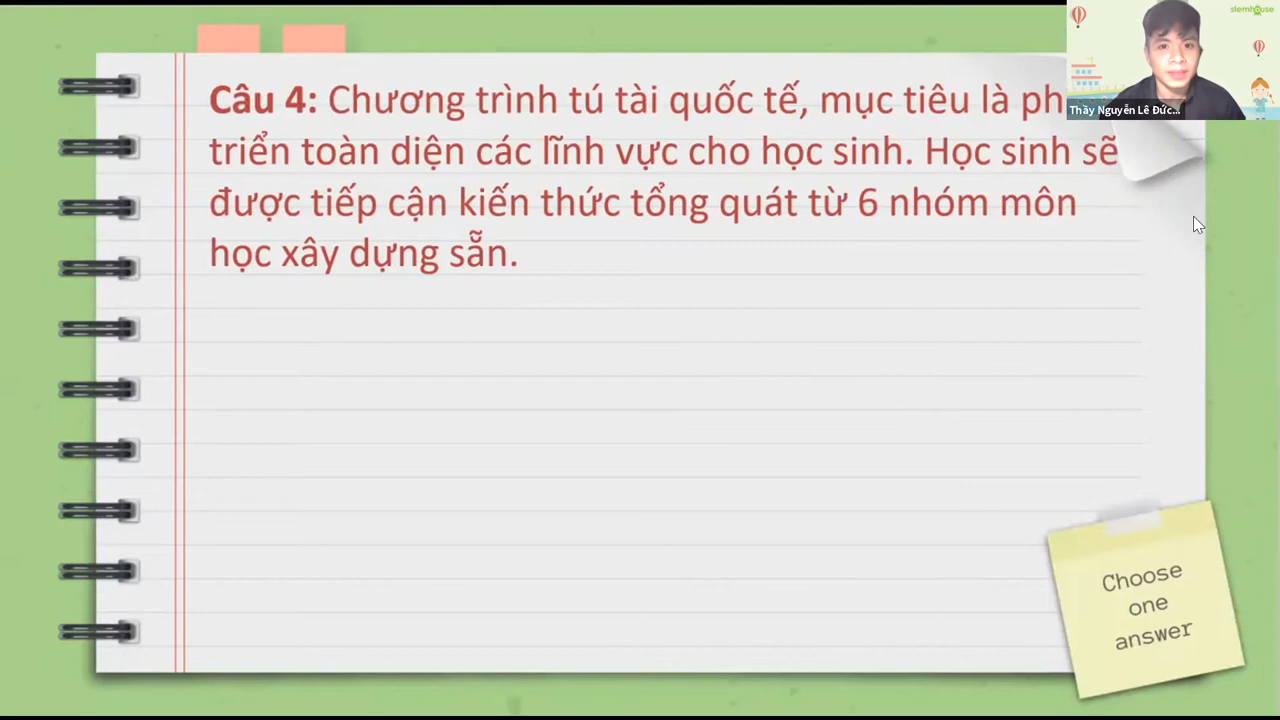 Câu 4: Chương trình tú tài quốc tế, mục tiêu là
triển toàn diện các lĩnh vực cho học sinh. Học sinh sẽ
được tiếp cận kiến thức tổng quát từ 6 nhóm môn
học xây dựng sẵn.
stemhouse
Thầy Nguyễn Lê Đức...
Choose
one
answer